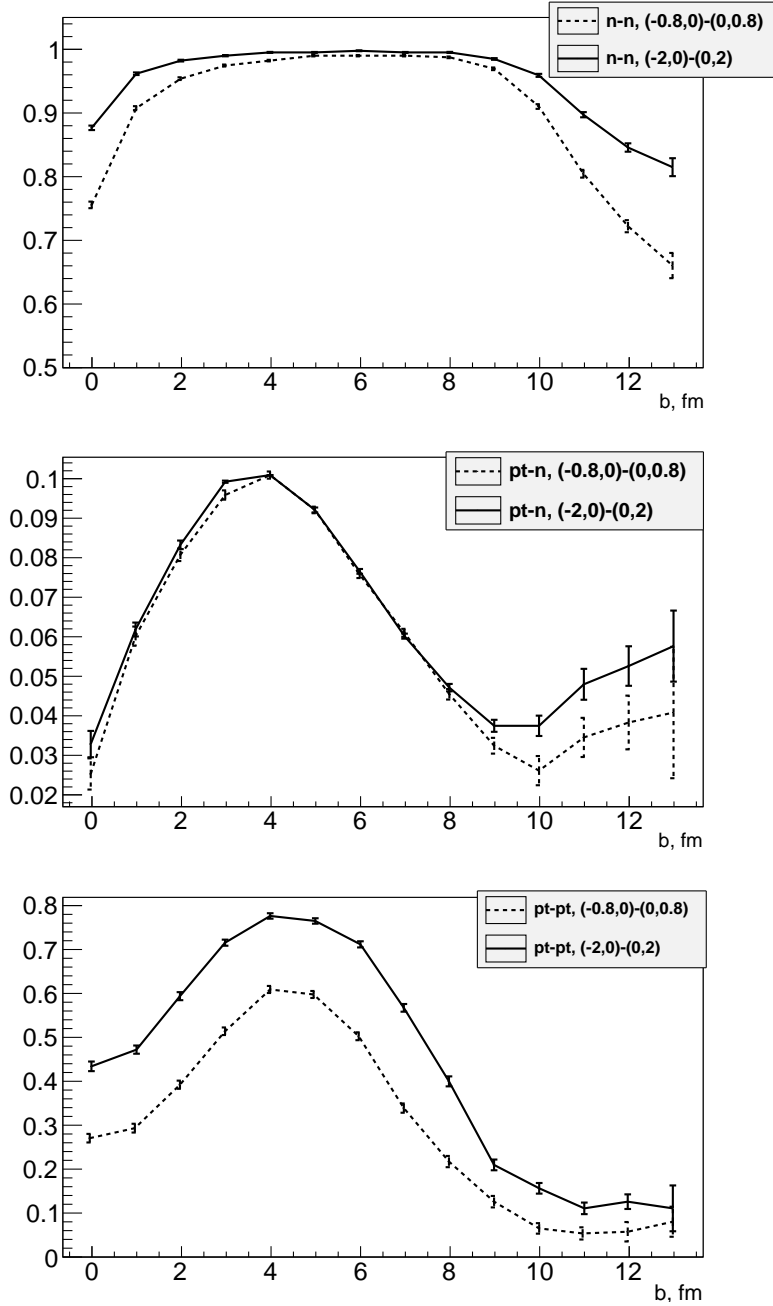 n-n, (-0.8,0)-(0,0.8)
n-n, (-2,0)-(0,2)
1
0.9
0.8
0.7
0.6
0.5
0 2 4 6 8 10 12
b, fm
pt-n, (-0.8,0)-(0,0.8)
pt-n, (-2,0)-(0,2)
0.1
0.09
0.08
0.07
0.06
0.05
0.04
0.03
0.02
0 2 4 6 8 10 12
b, fm
pt-pt, (-0.8,0)-(0,0.8)
pt-pt, (-2,0)-(0,2)
0.8
0.7
0.6
0.5
0.4
0.3
0.2
0.1
0
0 2 4 6 8 10 12
b, fm